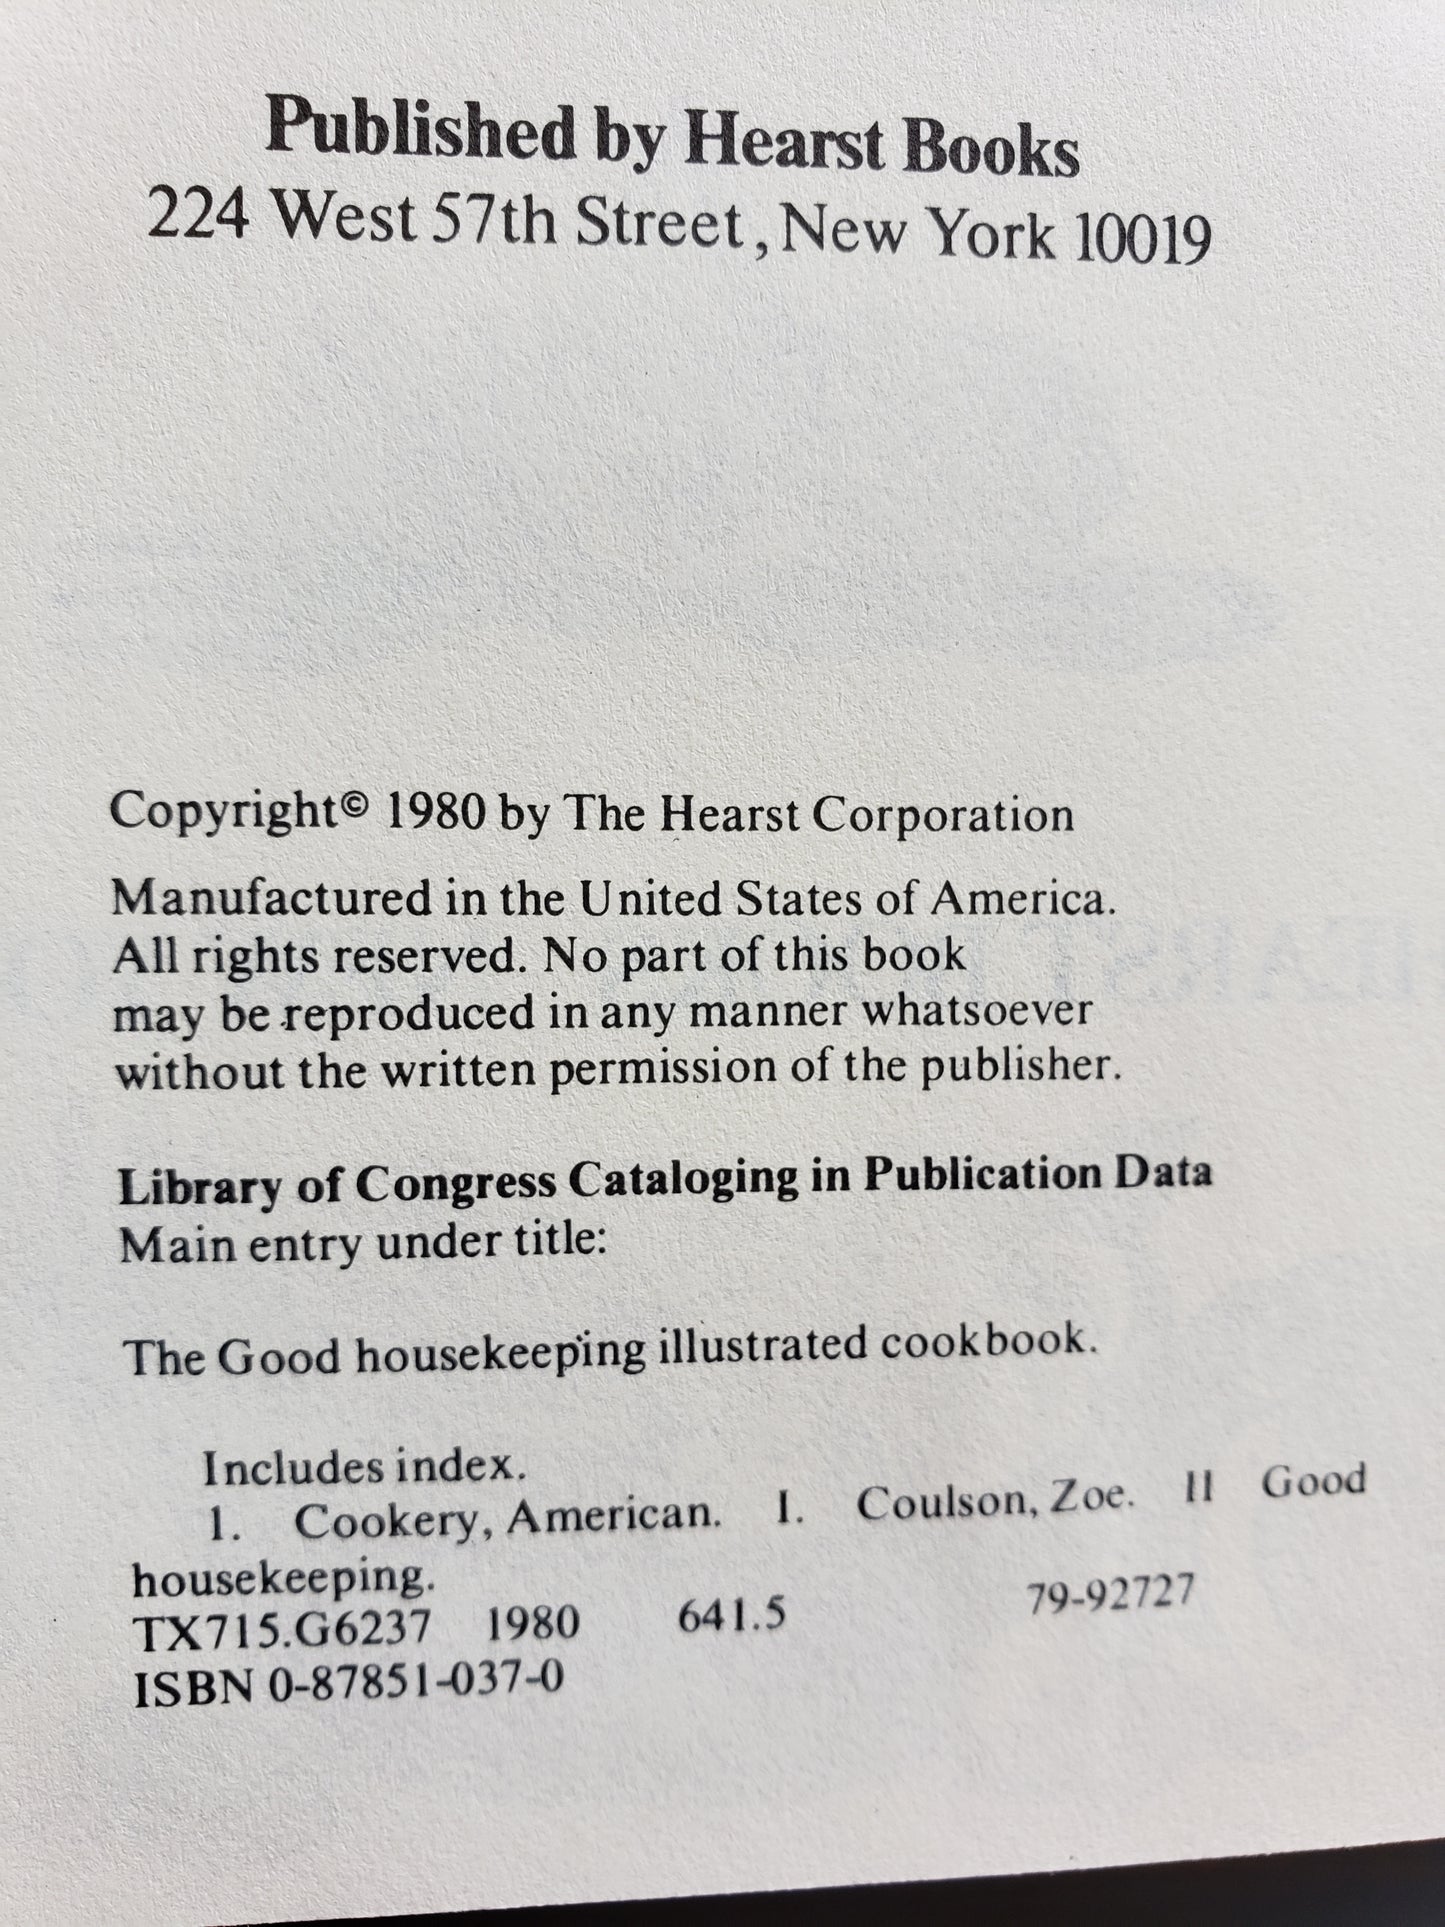 Published by Hearst Books
224 West 57th Street, New York 10019
Copyright© 1980 by The Hearst Corporation
Manufactured in the United States of America.
All rights reserved. No part of this book
may be reproduced in any manner whatsoever
without the written permission of the publisher.
Library of Congress Cataloging in Publication Data
Main entry under title:
The Good housekeeping illustrated cookbook.
Includes index.
1. Cookery, American. I. Coulson, Zoe. II Good
housekeeping.
TX715.G6237 1980 641.5 79-92727
ISBN 0-87851-037-0